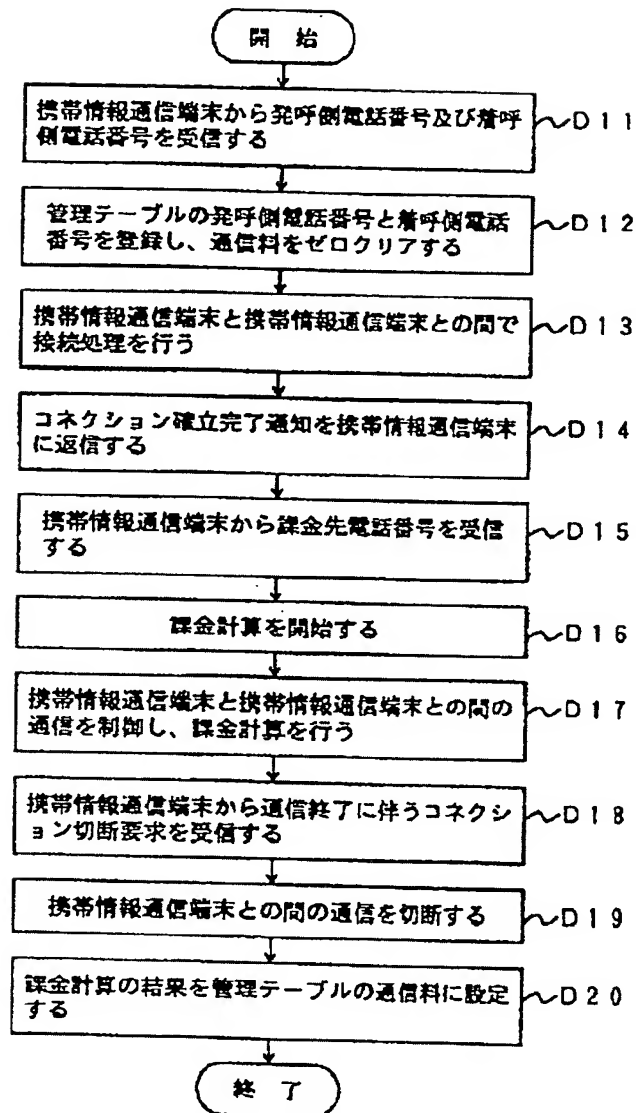 開 始
携帯情報通信端末から発呼側電話番号及び着呼
側電話番号を受信する
D11
管理テーブルの発呼側電話番号と着呼側電話
番号を登録し、通信料をゼロクリアする
D12
携帯情報通信端末と携帯情報通信端末との間で
接続処理を行う
D13
コネクション確立完了通知を携帯情報通信端末
に返信する
D14
携帯情報通信端末から課金先電話番号を受信
する
D15
課金計算を開始する
D16
携帯情報通信端末と携帯情報通信端末との間の
通信を制御し、課金計算を行う
D17
携帯情報通信端末から通信終了に伴うコネクシ
ョン切断要求を受信する
D18
携帯情報通信端末との間の通信を切断する
D19
課金計算の結果を管理テーブルの通信料に設定
する
D20
終 了